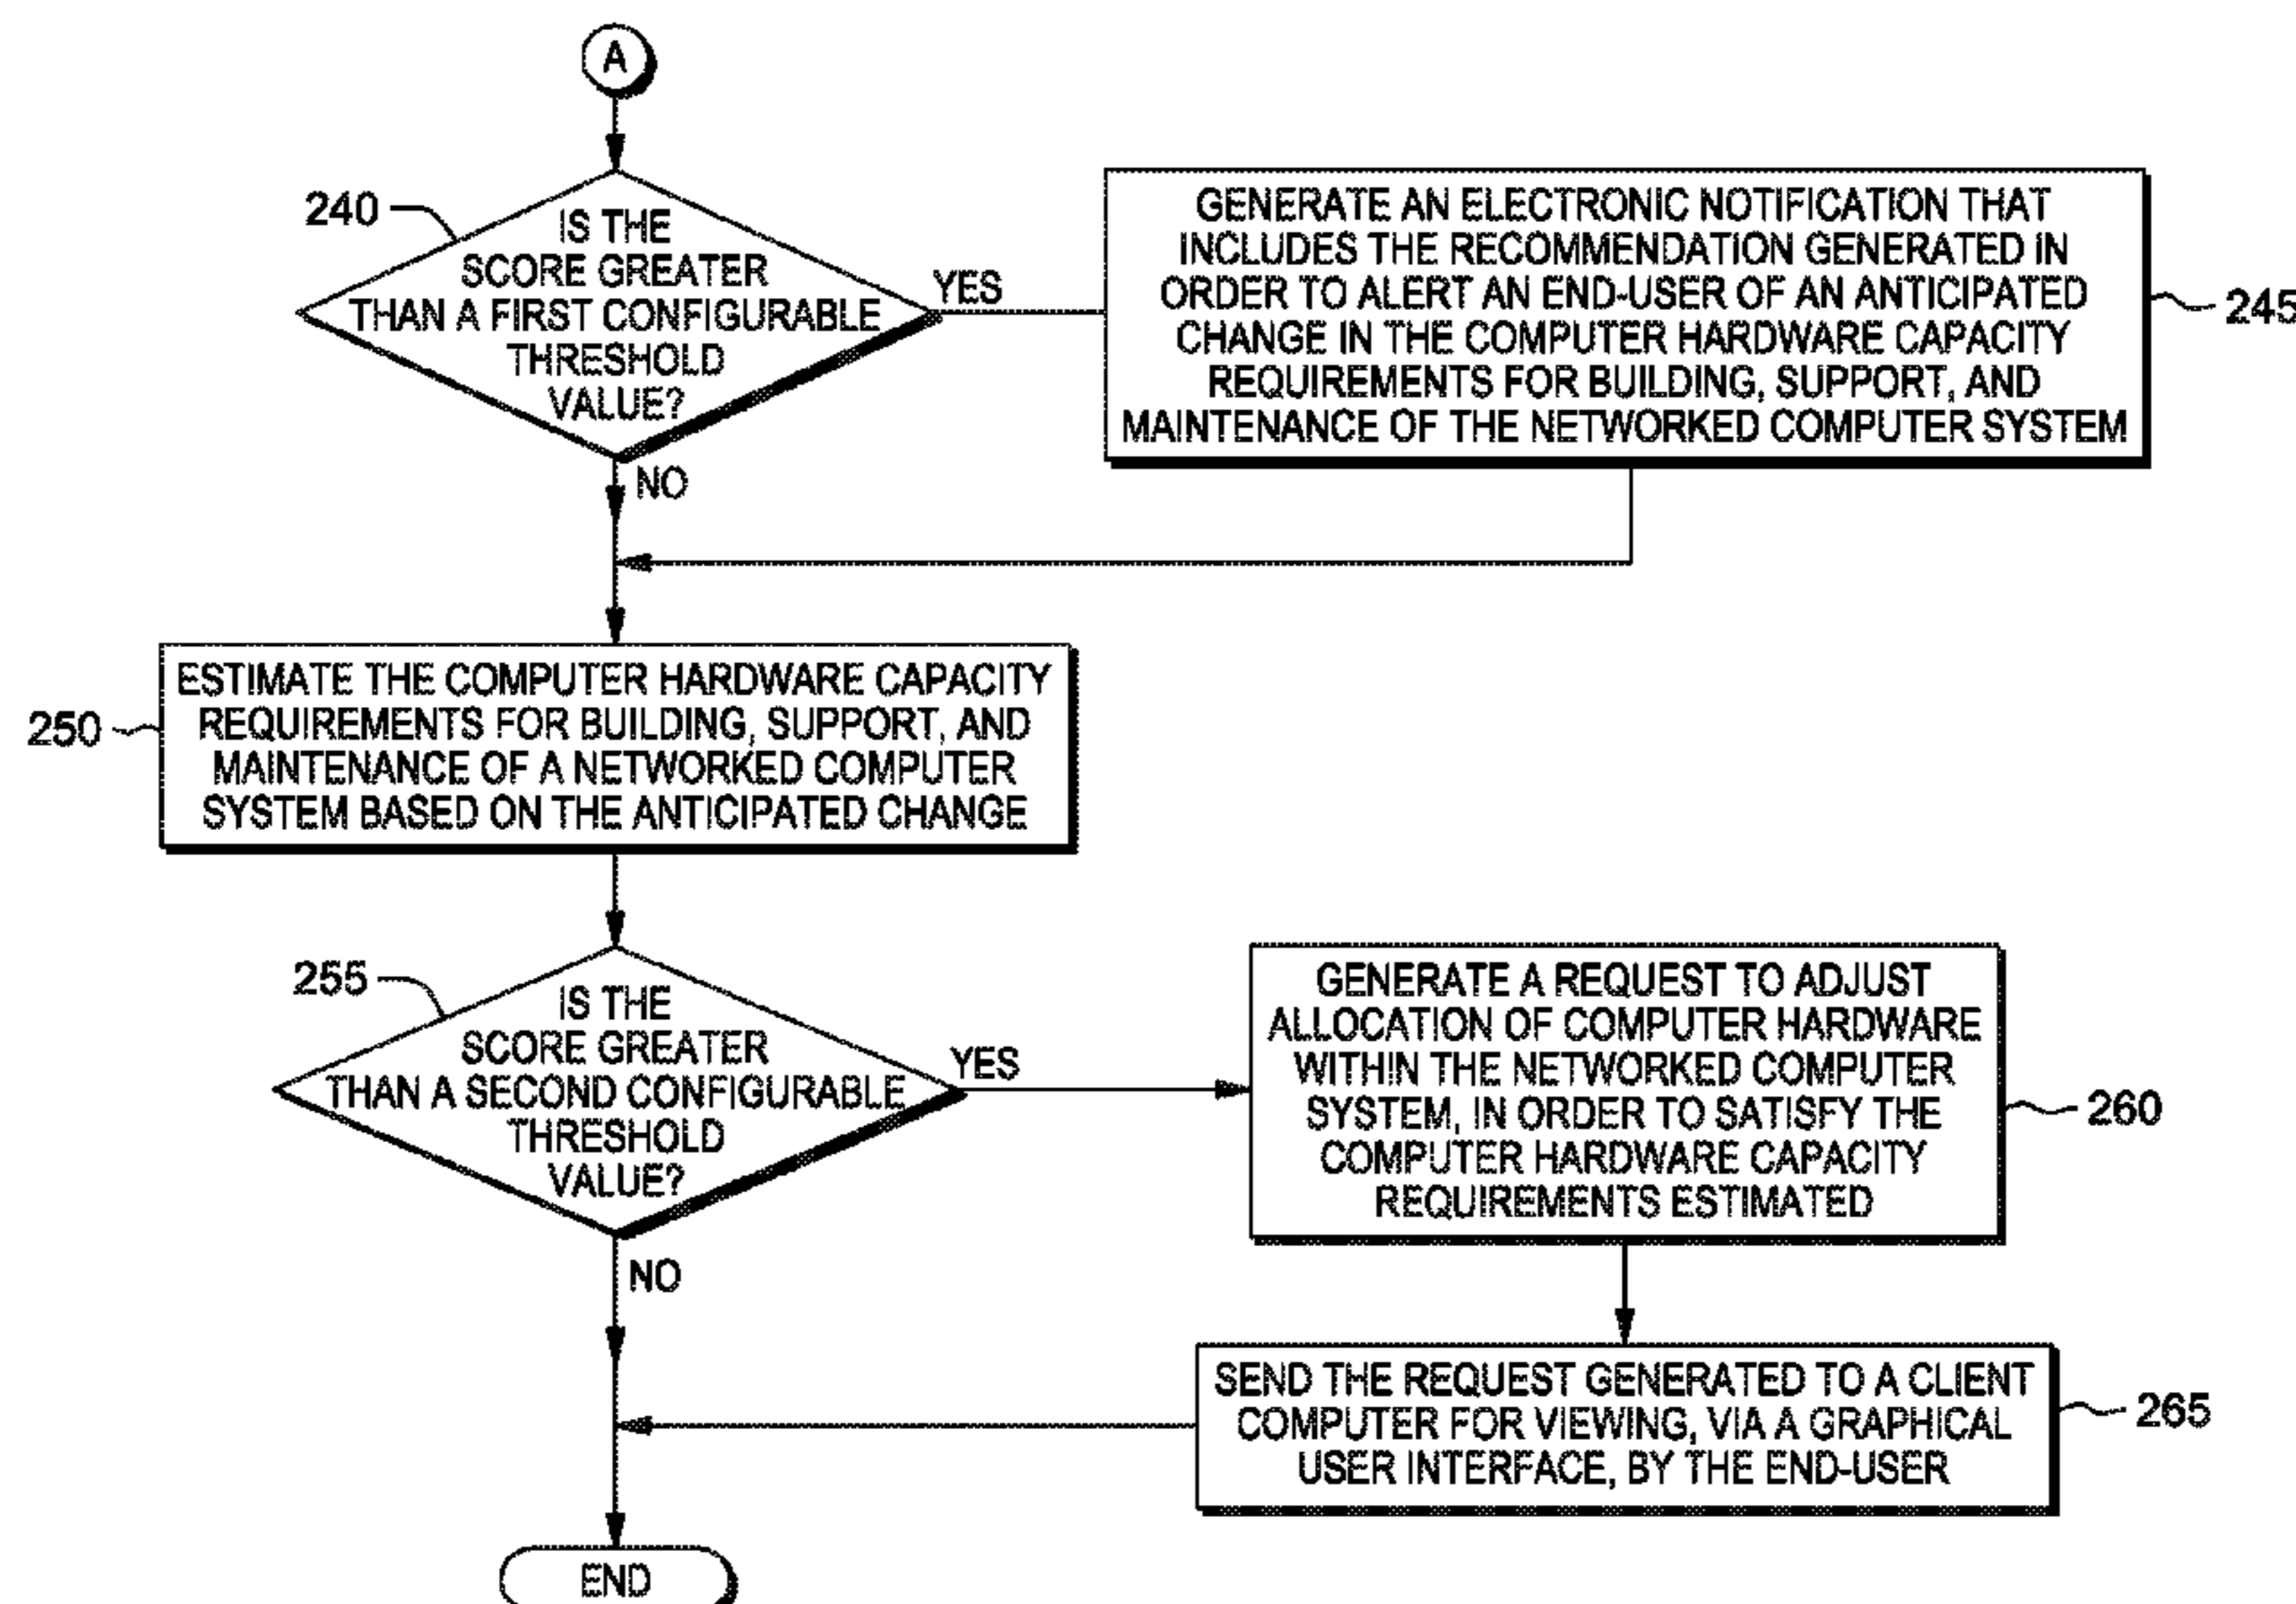 A
240
IS THE
SCORE GREATER
THAN A FIRST CONFIGURABLE
THRESHOLD
VALUE?
YES
NO
GENERATE AN ELECTRONIC NOTIFICATION THAT
INCLUDES THE RECOMMENDATION GENERATED IN
ORDER TO ALERT AN END-USER OF AN ANTICIPATED
CHANGE IN THE COMPUTER HARDWARE CAPACITY
REQUIREMENTS FOR BUILDING, SUPPORT, AND
MAINTENANCE OF THE NETWORKED COMPUTER SYSTEM
245
250
ESTIMATE THE COMPUTER HARDWARE CAPACITY
REQUIREMENTS FOR BUILDING, SUPPORT, AND
MAINTENANCE OF A NETWORKED COMPUTER
SYSTEM BASED ON THE ANTICIPATED CHANGE
255
IS THE
SCORE GREATER
THAN A SECOND CONFIGURABLE
THRESHOLD
VALUE?
YES
NO
GENERATE A REQUEST TO ADJUST
ALLOCATION OF COMPUTER HARDWARE
WITHIN THE NETWORKED COMPUTER
SYSTEM, IN ORDER TO SATISFY THE
COMPUTER HARDWARE CAPACITY
REQUIREMENTS ESTIMATED
260
SEND THE REQUEST GENERATED TO A CLIENT
COMPUTER FOR VIEWING, VIA A GRAPHICAL
USER INTERFACE, BY THE END-USER
265
END